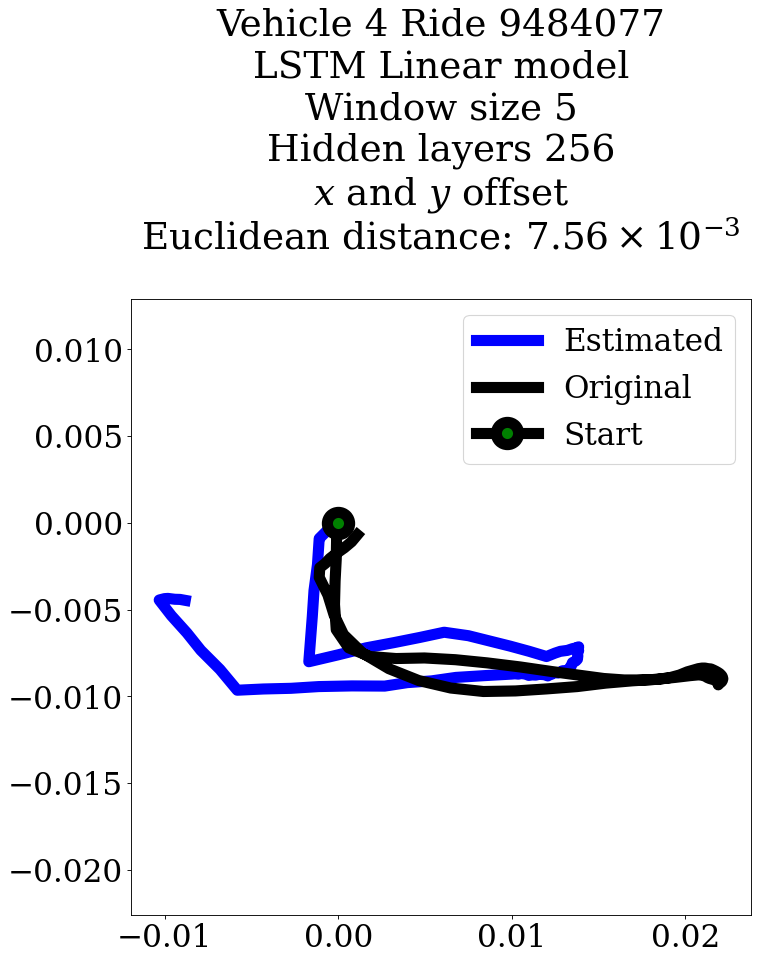 Vehicle 4 Ride 9484077
LSTM Linear model
Window size 5
Hidden layers 256
x and y offset
Euclidean distance: 7.56 × 10⁻³
Estimated
Original
Start
0.010
0.005
0.000
−0.005
−0.010
−0.015
−0.020
−0.01
0.00
0.01
0.02